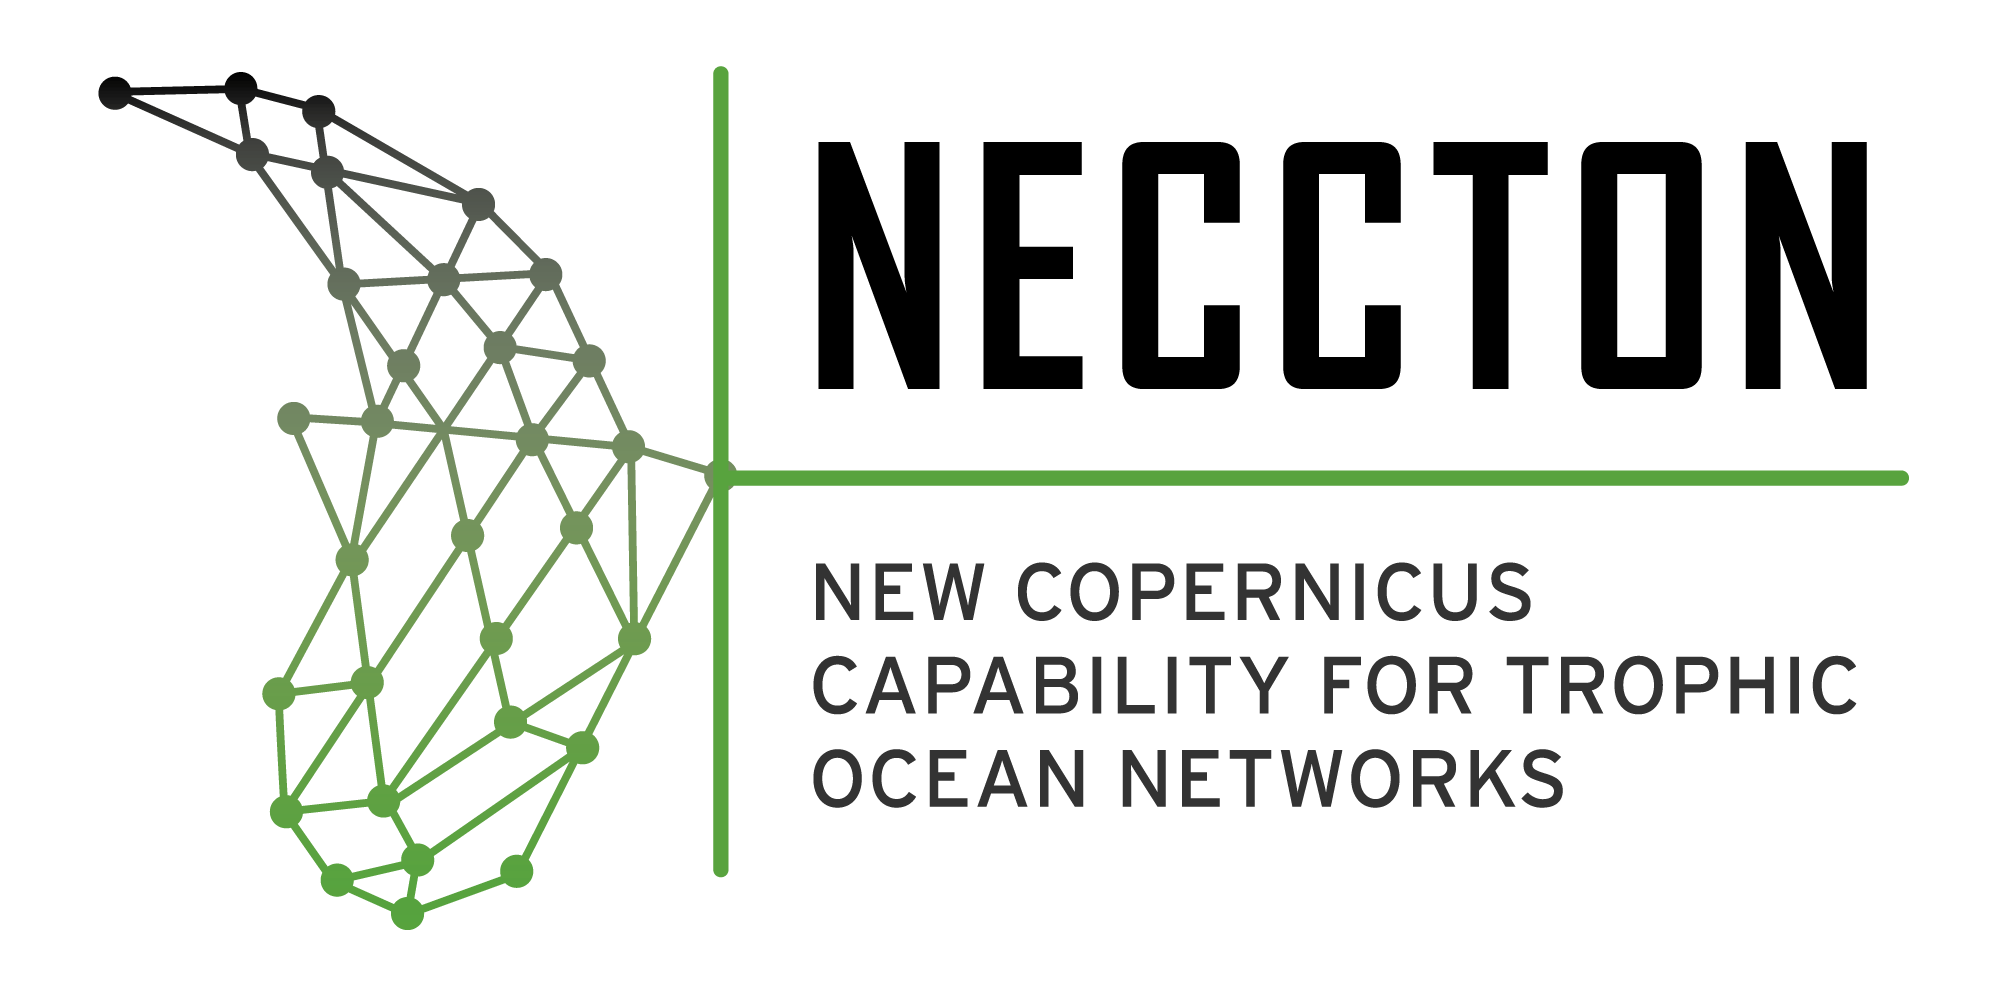 NECCTON
NEW COPERNICUS
CAPABILITY FOR TROPHIC
OCEAN NETWORKS